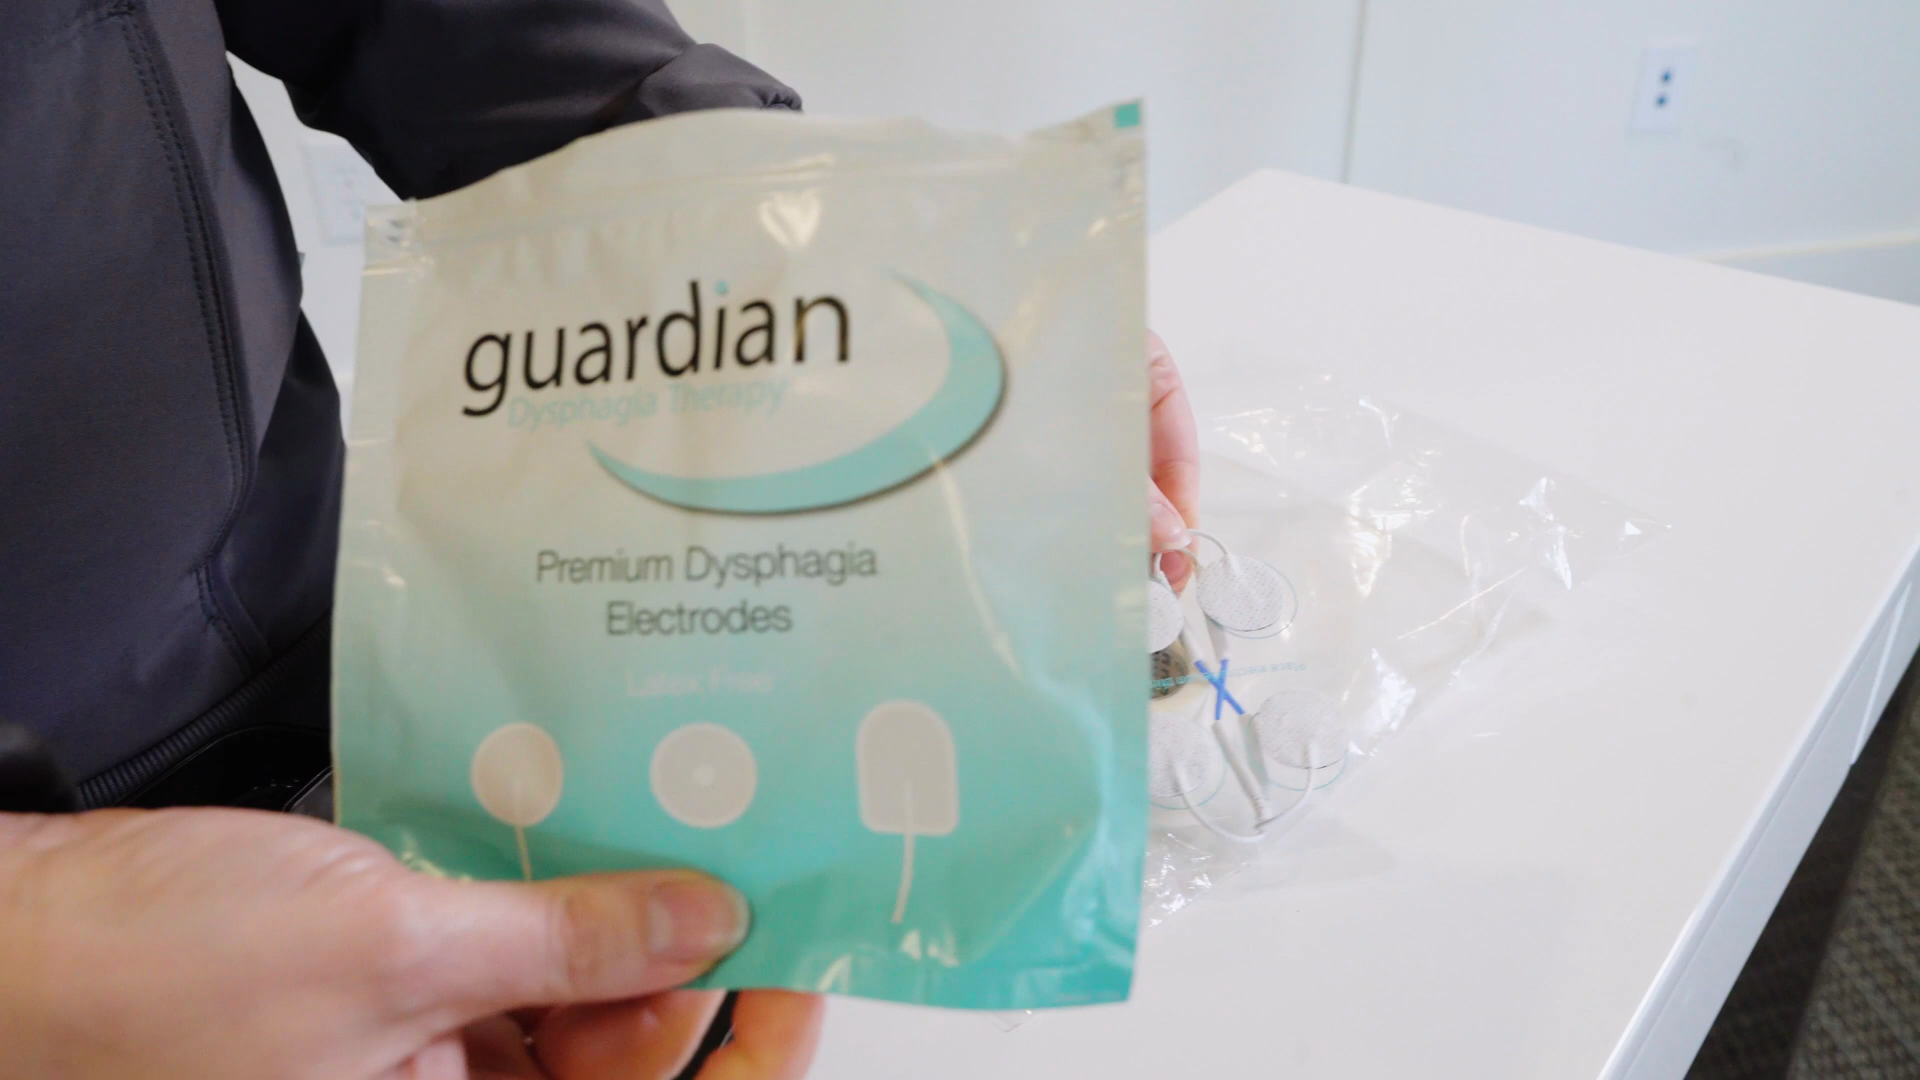 guardian
Dysphagia Therapy
Premium Dysphagia
Electrodes
Latex Free